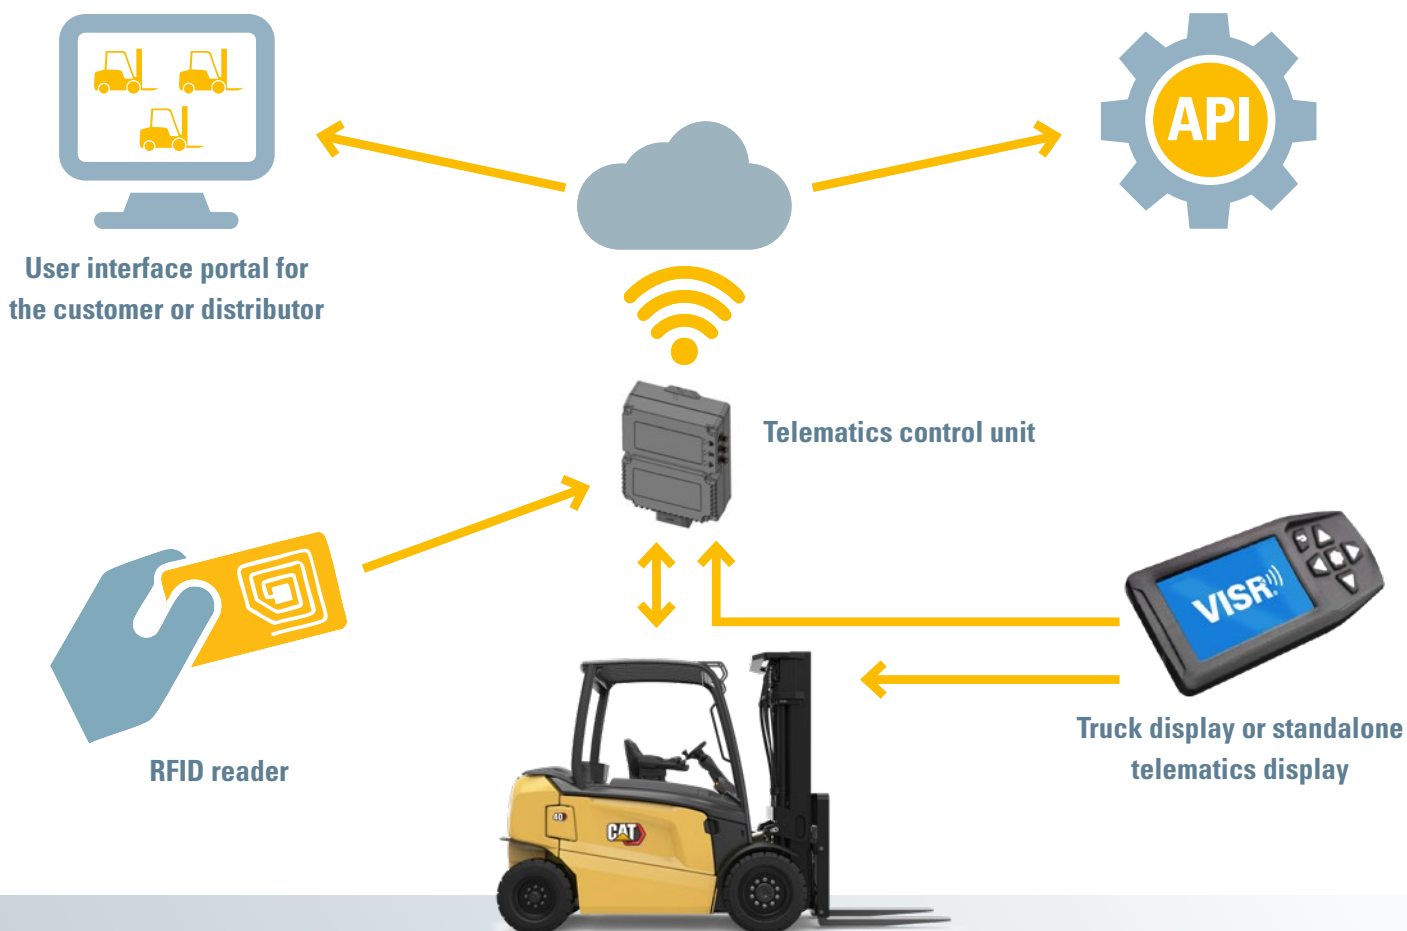 API
User interface portal for
the customer or distributor
Telematics control unit
VISR
Truck display or standalone
telematics display
RFID reader
40
CAT